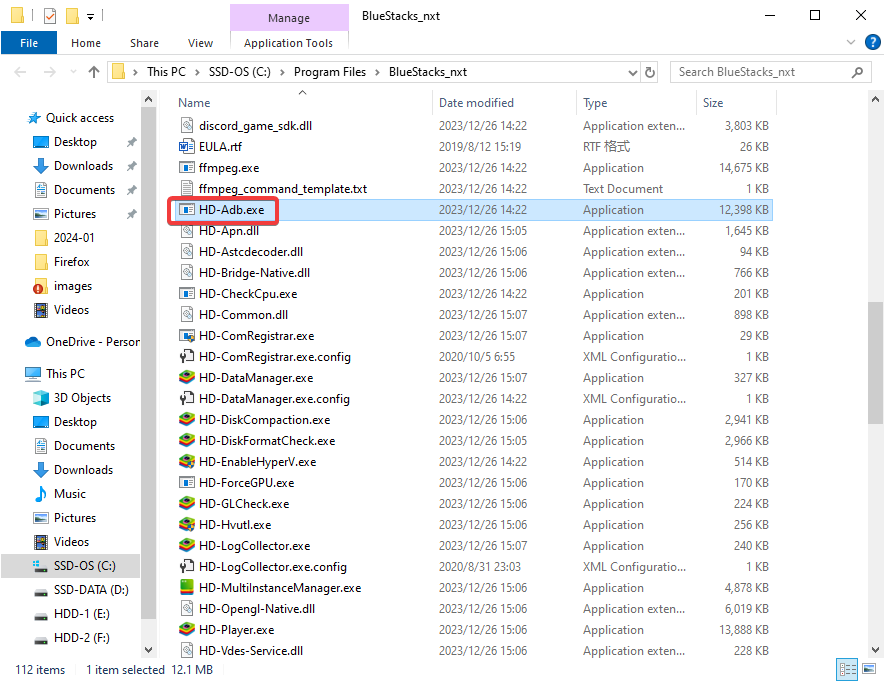 Manage
BlueStacks_nxt
File
Home
Share
View
Application Tools
This PC > SSD-OS (C:) > Program Files > BlueStacks_nxt
Search BlueStacks_nxt
Quick access
Desktop
Downloads
Documents
Pictures
2024-01
Firefox
images
Videos
OneDrive - Person
This PC
3D Objects
Desktop
Documents
Downloads
Music
Pictures
Videos
SSD-OS (C:)
SSD-DATA (D:)
HDD-1 (E:)
HDD-2 (F:)
Name Date modified Type Size
discord_game_sdk.dll 2023/12/26 14:22 Application exten... 3,803 KB
EULA.rtf 2019/8/12 15:19 RTF 格式 26 KB
ffmpeg.exe 2023/12/26 14:22 Application 14,675 KB
ffmpeg_command_template.txt 2023/12/26 14:22 Text Document 1 KB
HD-Adb.exe 2023/12/26 14:22 Application 12,398 KB
HD-Apn.dll 2023/12/26 15:05 Application exten... 1,645 KB
HD-Astcdecoder.dll 2023/12/26 15:06 Application exten... 94 KB
HD-Bridge-Native.dll 2023/12/26 15:06 Application exten... 766 KB
HD-CheckCpu.exe 2023/12/26 14:22 Application 201 KB
HD-Common.dll 2023/12/26 15:07 Application exten... 898 KB
HD-ComRegistrar.exe 2023/12/26 15:07 Application 29 KB
HD-ComRegistrar.exe.config 2020/10/5 6:55 XML Configuratio... 1 KB
HD-DataManager.exe 2023/12/26 15:07 Application 327 KB
HD-DataManager.exe.config 2023/12/26 14:22 XML Configuratio... 1 KB
HD-DiskCompaction.exe 2023/12/26 15:06 Application 2,941 KB
HD-DiskFormatCheck.exe 2023/12/26 15:05 Application 2,966 KB
HD-EnableHyperV.exe 2023/12/26 14:22 Application 514 KB
HD-ForceGPU.exe 2023/12/26 15:06 Application 170 KB
HD-GLCheck.exe 2023/12/26 15:06 Application 224 KB
HD-Hvutl.exe 2023/12/26 15:06 Application 256 KB
HD-LogCollector.exe 2023/12/26 15:07 Application 240 KB
HD-LogCollector.exe.config 2020/8/31 23:03 XML Configuratio... 1 KB
HD-MultiInstanceManager.exe 2023/12/26 15:06 Application 4,878 KB
HD-Opengl-Native.dll 2023/12/26 15:06 Application exten... 6,019 KB
HD-Player.exe 2023/12/26 15:06 Application 13,888 KB
HD-Vdes-Service.dll 2023/12/26 15:06 Application exten... 228 KB
112 items 1 item selected 12.1 MB